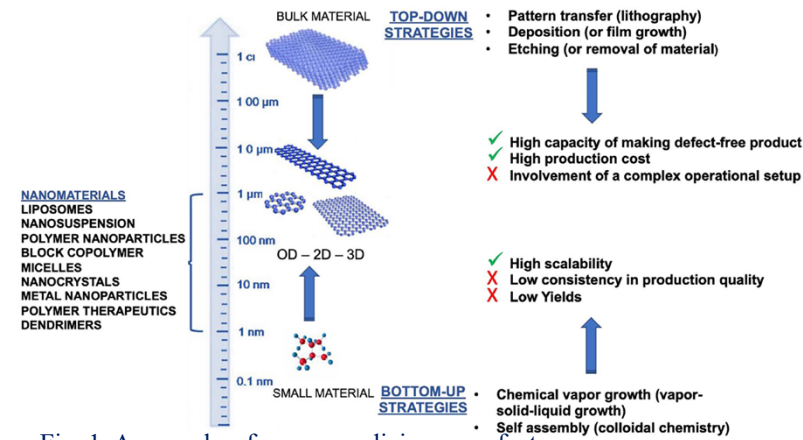 BULK MATERIAL
TOP-DOWN
STRATEGIES
• Pattern transfer (lithography)
• Deposition (or film growth)
• Etching (or removal of material)
✓ High capacity of making defect-free product
✓ High production cost
X Involvement of a complex operational setup
1 cı
100 µm
10 µm
1 µm
100 nm
10 nm
1 nm
0.1 nm
NANOMATERIALS
LIPOSOMES
NANOSUSPENSION
POLYMER NANOPARTICLES
BLOCK COPOLYMER
MICELLES
NANOCRYSTALS
METAL NANOPARTICLES
POLYMER THERAPEUTICS
DENDRIMERS
OD – 2D – 3D
✓ High scalability
X Low consistency in production quality
X Low Yields
SMALL MATERIAL
BOTTOM-UP
STRATEGIES
• Chemical vapor growth (vapor-
solid-liquid growth)
• Self assembly (colloidal chemistry)